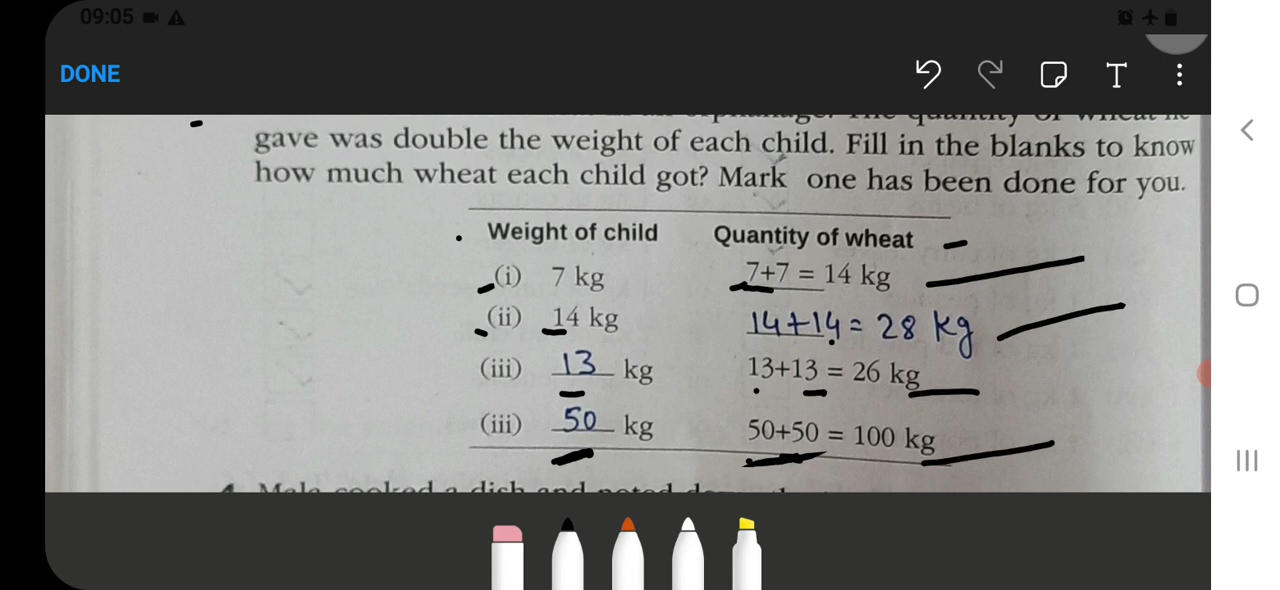 09:05
DONE
T
gave was double the weight of each child. Fill in the blanks to know
how much wheat each child got? Mark one has been done for you.
Weight of child Quantity of wheat
(i) 7 kg 7+7 = 14 kg
(ii) 14 kg 14+14 = 28 kg
(iii) 13 kg 13+13 = 26 kg
(iii) 50 kg 50+50 = 100 kg